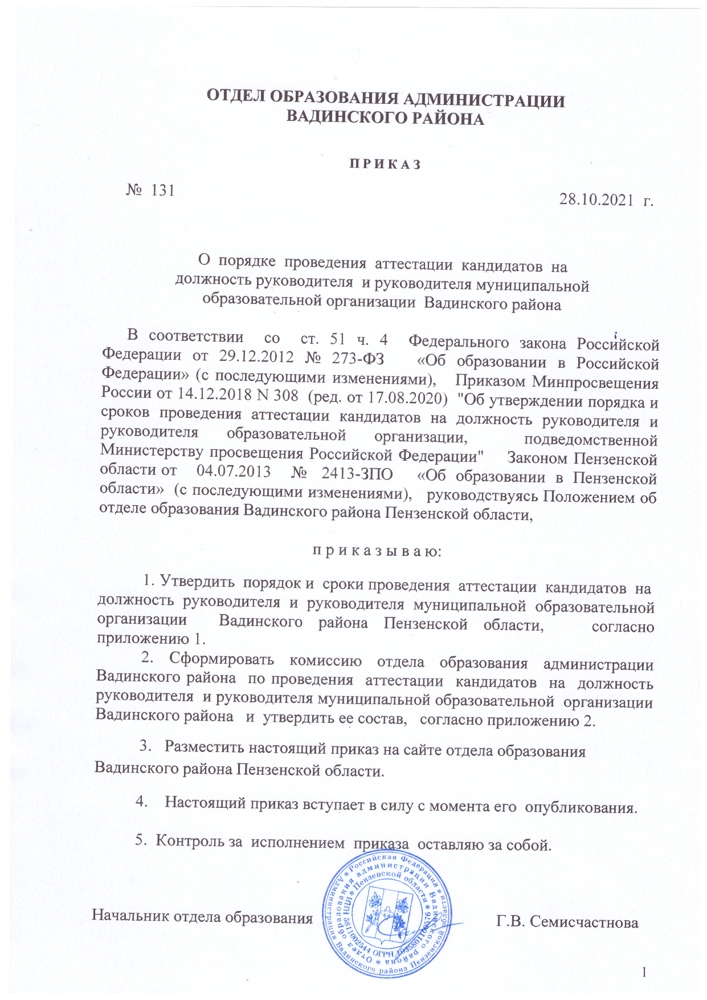 ОТДЕЛ ОБРАЗОВАНИЯ АДМИНИСТРАЦИИ
ВАДИНСКОГО РАЙОНА
П Р И К А З
№ 131
28.10.2021 г.
О порядке проведения аттестации кандидатов на
должность руководителя и руководителя муниципальной
образовательной организации Вадинского района
В соответствии со ст. 51 ч. 4 Федерального закона Российской
Федерации от 29.12.2012 № 273-ФЗ «Об образовании в Российской
Федерации» (с последующими изменениями), Приказом Минпросвещения
России от 14.12.2018 N 308 (ред. от 17.08.2020) "Об утверждении порядка и
сроков проведения аттестации кандидатов на должность руководителя и
руководителя образовательной организации, подведомственной
Министерству просвещения Российской Федерации" Законом Пензенской
области от 04.07.2013 № 2413-ЗПО «Об образовании в Пензенской
области» (с последующими изменениями), руководствуясь Положением об
отделе образования Вадинского района Пензенской области,
п р и к а з ы в а ю:
1. Утвердить порядок и сроки проведения аттестации кандидатов на
должность руководителя и руководителя муниципальной образовательной
организации Вадинского района Пензенской области, согласно
приложению 1.
2. Сформировать комиссию отдела образования администрации
Вадинского района по проведения аттестации кандидатов на должность
руководителя и руководителя муниципальной образовательной организации
Вадинского района и утвердить ее состав, согласно приложению 2.
3. Разместить настоящий приказ на сайте отдела образования
Вадинского района Пензенской области.
4. Настоящий приказ вступает в силу с момента его опубликования.
5. Контроль за исполнением приказа оставляю за собой.
Российская Федерация * Администрация Вадинского района Пензенской области *
Отдел образования администрации Вадинского района *
Пензенской области * ИНН 5811002544 ОГРН
Начальник отдела образования
Г.В. Семисчастнова
1